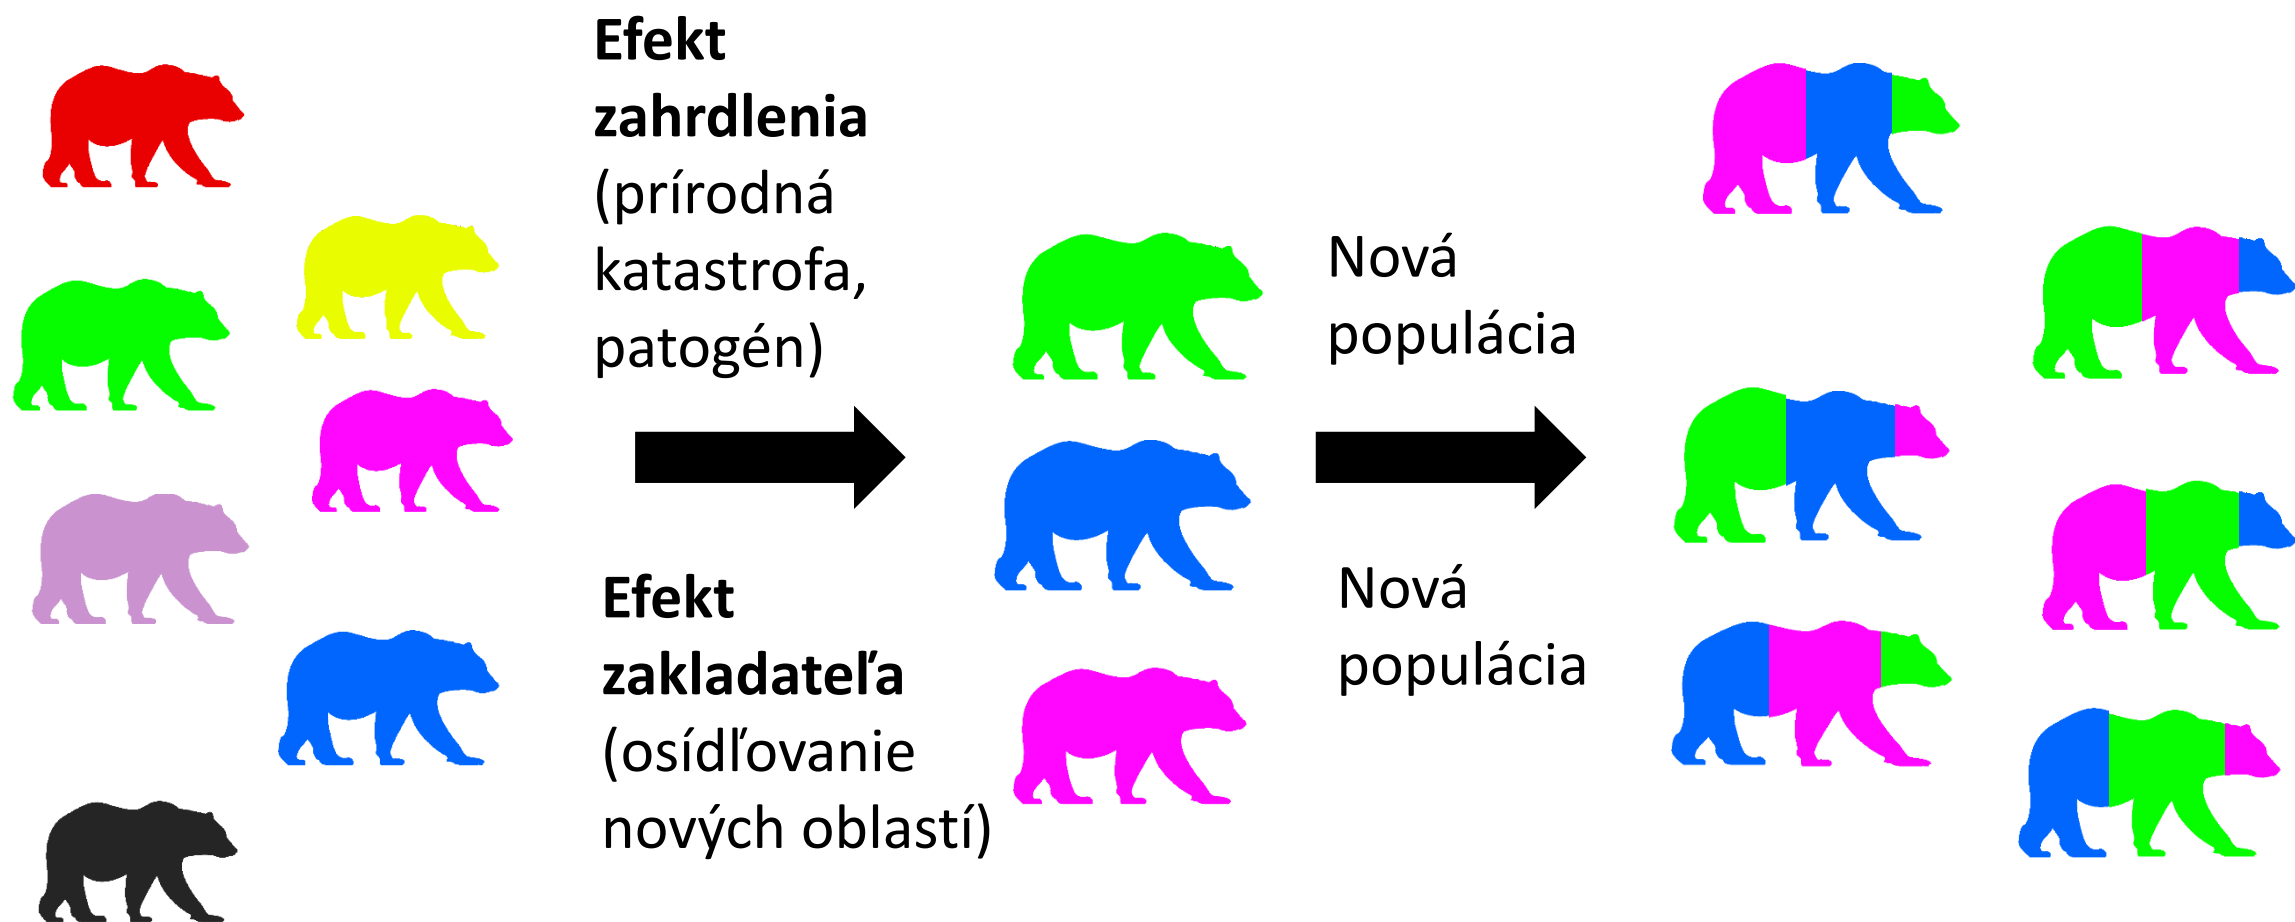 Efekt
zahrdlenia
(prírodná
katastrofa,
patogén)
Efekt
zakladateľa
(osídľovanie
nových oblastí)
Nová
populácia
Nová
populácia